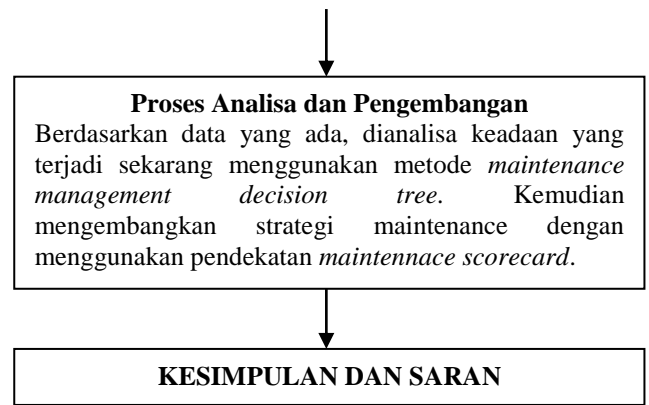 Proses Analisa dan Pengembangan
Berdasarkan data yang ada, dianalisa keadaan yang
terjadi sekarang menggunakan metode maintenance
management decision tree. Kemudian
mengembangkan strategi maintenance dengan
menggunakan pendekatan maintennace scorecard.
KESIMPULAN DAN SARAN